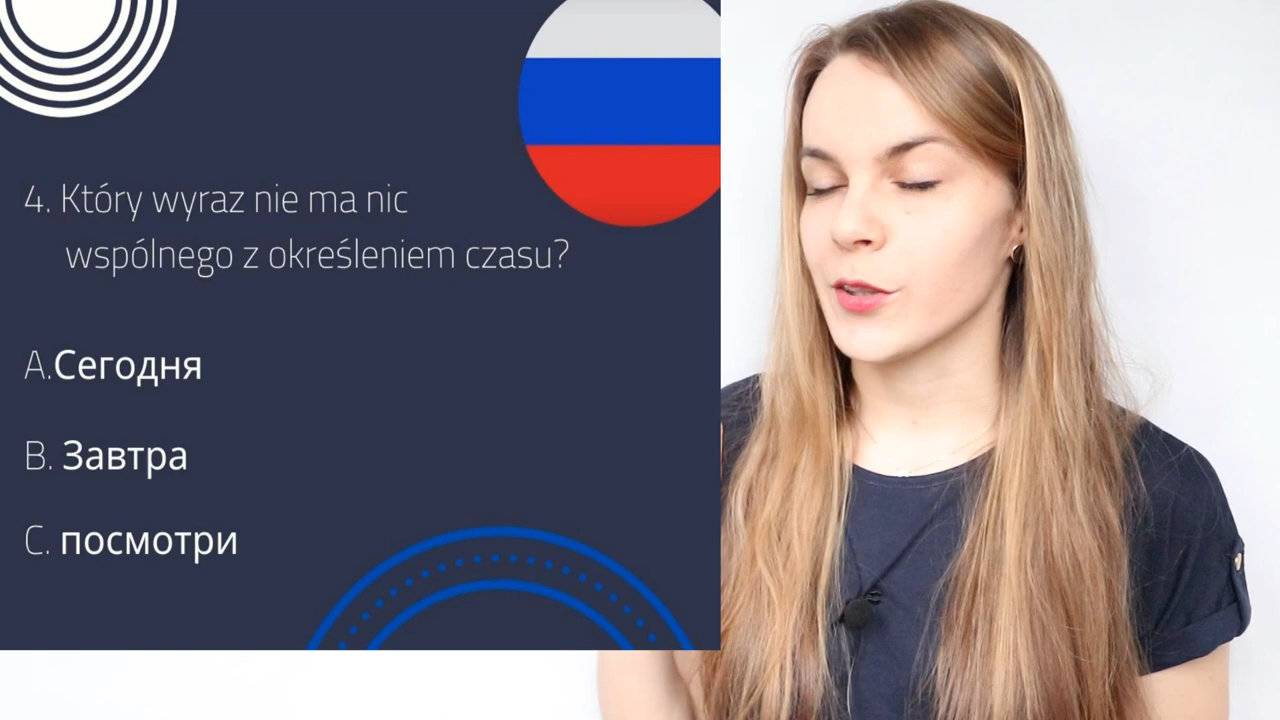 4. Który wyraz nie ma nic
wspólnego z określeniem czasu?
A.Сегодня
B. Завтра
C. посмотри